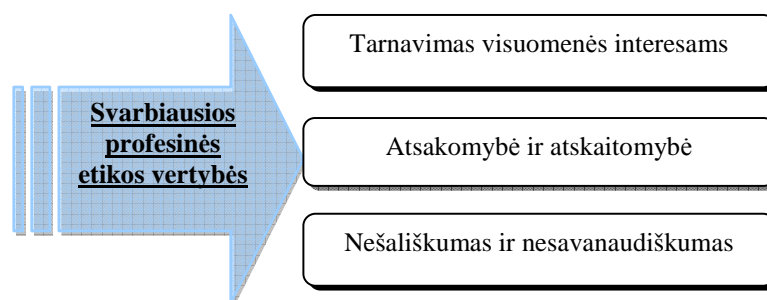 Svarbiausios
profesinės
etikos vertybės
Tarnavimas visuomenės interesams
Atsakomybė ir atskaitomybė
Nešališkumas ir nesavanaudiškumas